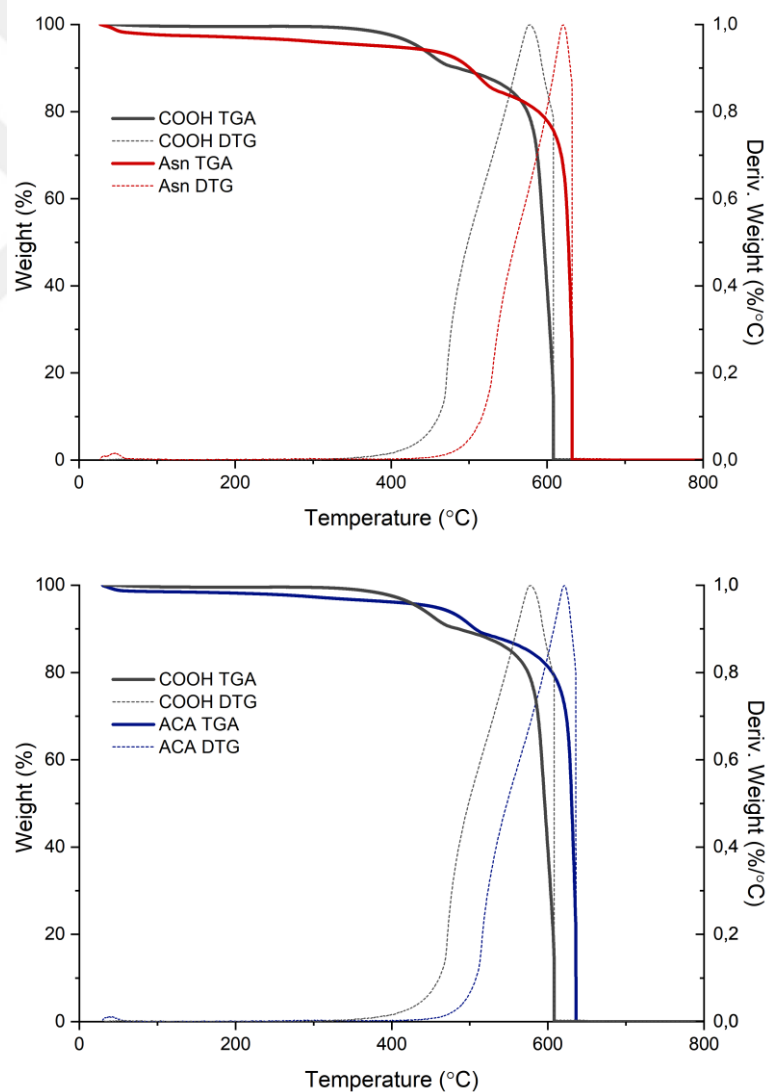 100
80
60
40
20
0
Weight (%)
COOH TGA
COOH DTG
Asn TGA
Asn DTG
1,0
0,8
0,6
0,4
0,2
0,0
Deriv. Weight (%/°C)
0 200 400 600 800
Temperature (°C)
100
80
60
40
20
0
Weight (%)
COOH TGA
COOH DTG
ACA TGA
ACA DTG
1,0
0,8
0,6
0,4
0,2
0,0
Deriv. Weight (%/°C)
0 200 400 600 800
Temperature (°C)